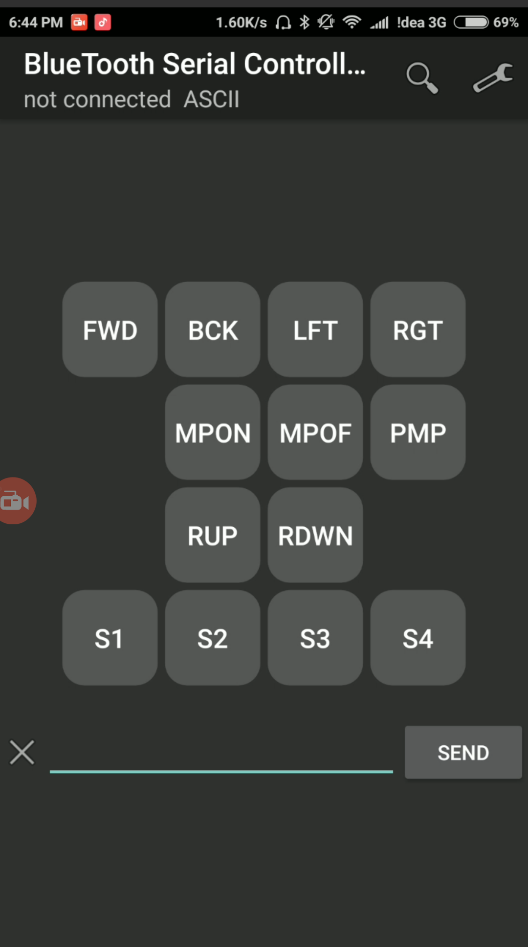 6:44 PM 1.60K/s !dea 3G 69%
BlueTooth Serial Controll...
not connected ASCII
FWD BCK LFT RGT
MPON MPOF PMP
RUP RDWN
S1 S2 S3 S4
SEND